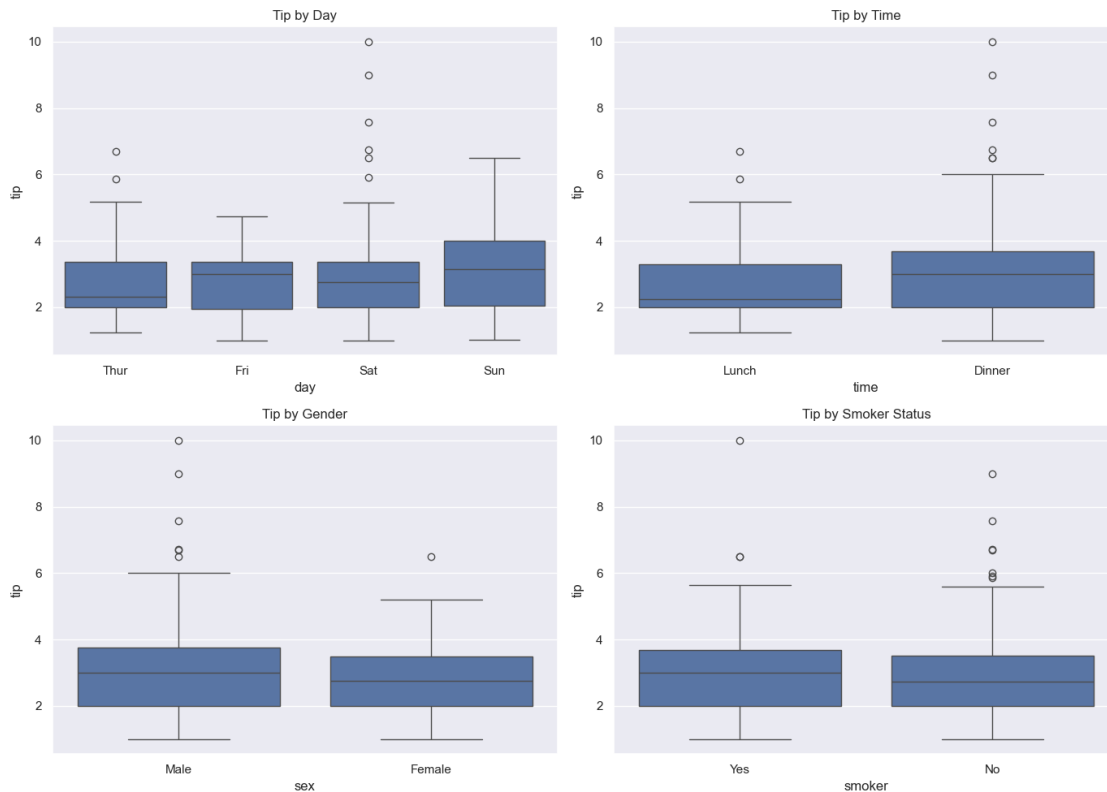 Tip by Day
10
8
6
4
2
tip
Thur Fri Sat Sun
day
Tip by Time
10
8
6
4
2
tip
Lunch Dinner
time
Tip by Gender
10
8
6
4
2
tip
Male Female
sex
Tip by Smoker Status
10
8
6
4
2
tip
Yes No
smoker